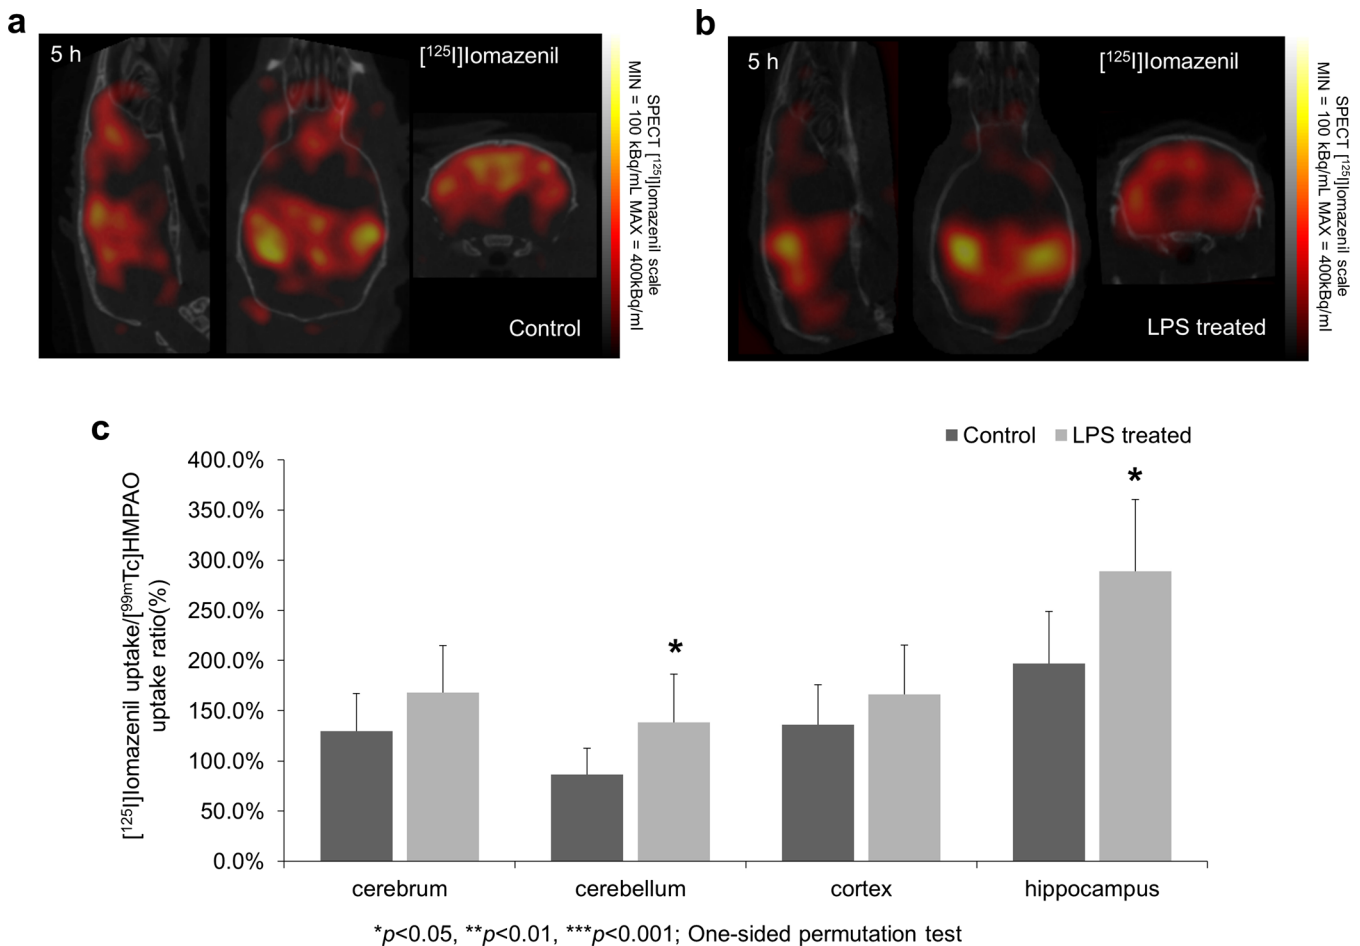 a
5 h
[¹²⁵I]Iomazenil
Control
SPECT [¹²⁵I]Iomazenil scale
MIN = 100 kBq/mL MAX = 400kBq/ml
b
5 h
[¹²⁵I]Iomazenil
LPS treated
SPECT [¹²⁵I]Iomazenil scale
MIN = 100 kBq/mL MAX = 400kBq/ml
c
Control
LPS treated
[¹²⁵I]Iomazenil uptake/[⁹⁹ᵐTc]HMPAO
uptake ratio(%)
400.0%
350.0%
300.0%
250.0%
200.0%
150.0%
100.0%
50.0%
0.0%
*
*
cerebrum cerebellum cortex hippocampus
*p<0.05, **p<0.01, ***p<0.001; One-sided permutation test